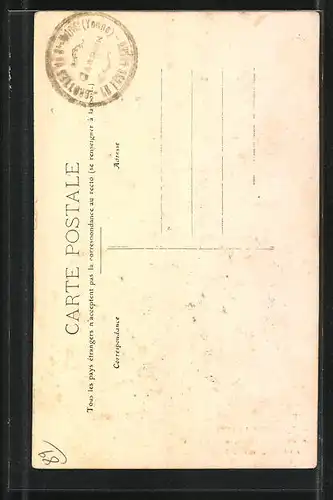 (Yonne)
CARTE POSTALE
Tous les pays étrangers n'acceptent pas la correspondance au recto (se renseigner à la poste.)
Correspondance
Adresse
89